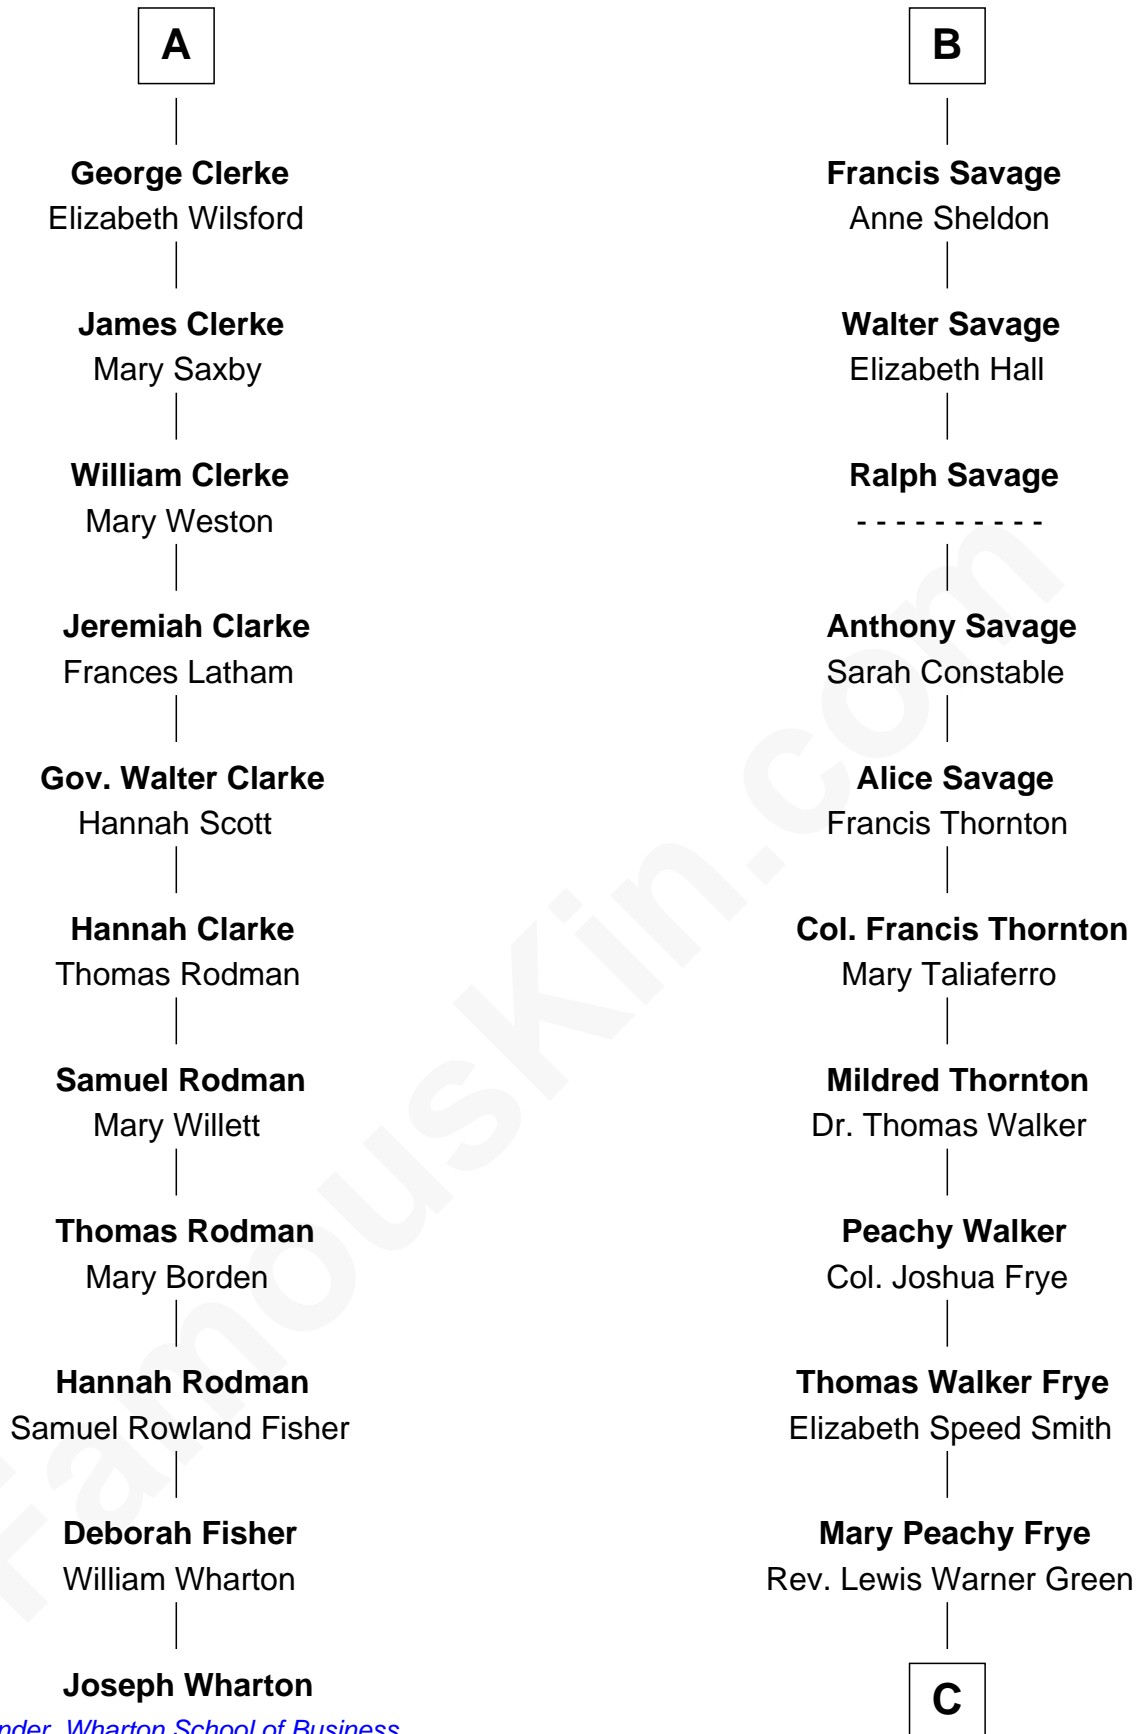 A
George Clerke
Elizabeth Wilsford
James Clerke
Mary Saxby
William Clerke
Mary Weston
Jeremiah Clarke
Frances Latham
Gov. Walter Clarke
Hannah Scott
Hannah Clarke
Thomas Rodman
Samuel Rodman
Mary Willett
Thomas Rodman
Mary Borden
Hannah Rodman
Samuel Rowland Fisher
Deborah Fisher
William Wharton
Joseph Wharton
Wharton School of Business
B
Francis Savage
Anne Sheldon
Walter Savage
Elizabeth Hall
Ralph Savage
- - - - - - - - - -
Anthony Savage
Sarah Constable
Alice Savage
Francis Thornton
Col. Francis Thornton
Mary Taliaferro
Mildred Thornton
Dr. Thomas Walker
Peachy Walker
Col. Joshua Frye
Thomas Walker Frye
Elizabeth Speed Smith
Mary Peachy Frye
Rev. Lewis Warner Green
C
FamousKin.com